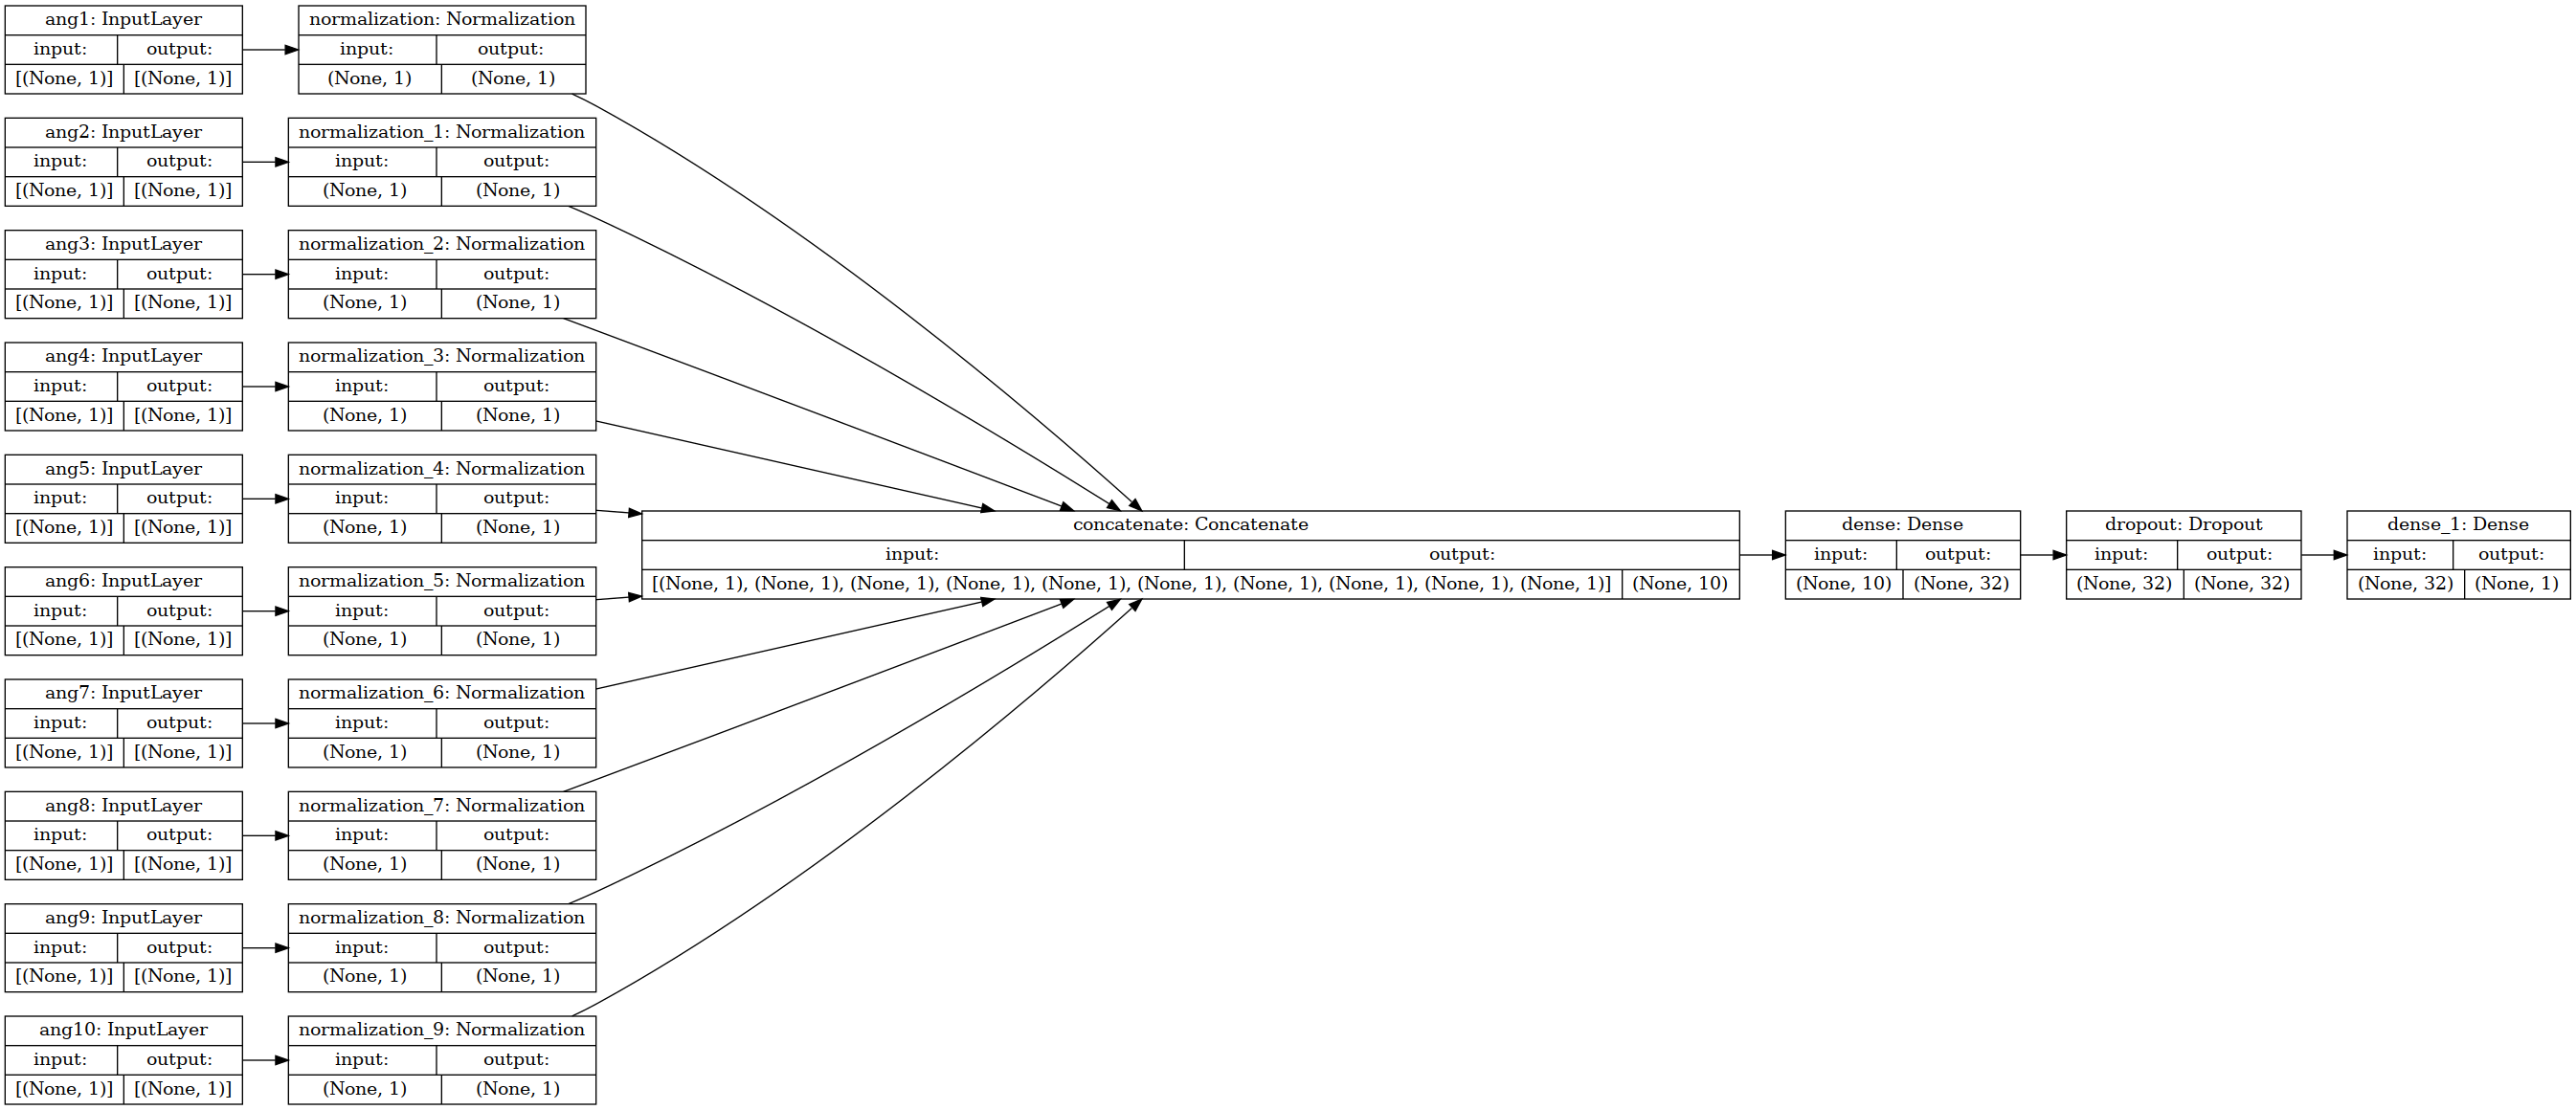 ang1: InputLayer
input: output:
[(None, 1)] [(None, 1)]
normalization: Normalization
input: output:
(None, 1) (None, 1)
ang2: InputLayer
input: output:
[(None, 1)] [(None, 1)]
normalization_1: Normalization
input: output:
(None, 1) (None, 1)
ang3: InputLayer
input: output:
[(None, 1)] [(None, 1)]
normalization_2: Normalization
input: output:
(None, 1) (None, 1)
ang4: InputLayer
input: output:
[(None, 1)] [(None, 1)]
normalization_3: Normalization
input: output:
(None, 1) (None, 1)
ang5: InputLayer
input: output:
[(None, 1)] [(None, 1)]
normalization_4: Normalization
input: output:
(None, 1) (None, 1)
ang6: InputLayer
input: output:
[(None, 1)] [(None, 1)]
normalization_5: Normalization
input: output:
(None, 1) (None, 1)
ang7: InputLayer
input: output:
[(None, 1)] [(None, 1)]
normalization_6: Normalization
input: output:
(None, 1) (None, 1)
ang8: InputLayer
input: output:
[(None, 1)] [(None, 1)]
normalization_7: Normalization
input: output:
(None, 1) (None, 1)
ang9: InputLayer
input: output:
[(None, 1)] [(None, 1)]
normalization_8: Normalization
input: output:
(None, 1) (None, 1)
ang10: InputLayer
input: output:
[(None, 1)] [(None, 1)]
normalization_9: Normalization
input: output:
(None, 1) (None, 1)
concatenate: Concatenate
input: output:
[(None, 1), (None, 1), (None, 1), (None, 1), (None, 1), (None, 1), (None, 1), (None, 1), (None, 1), (None, 1)] (None, 10)
dense: Dense
input: output:
(None, 10) (None, 32)
dropout: Dropout
input: output:
(None, 32) (None, 32)
dense_1: Dense
input: output:
(None, 32) (None, 1)